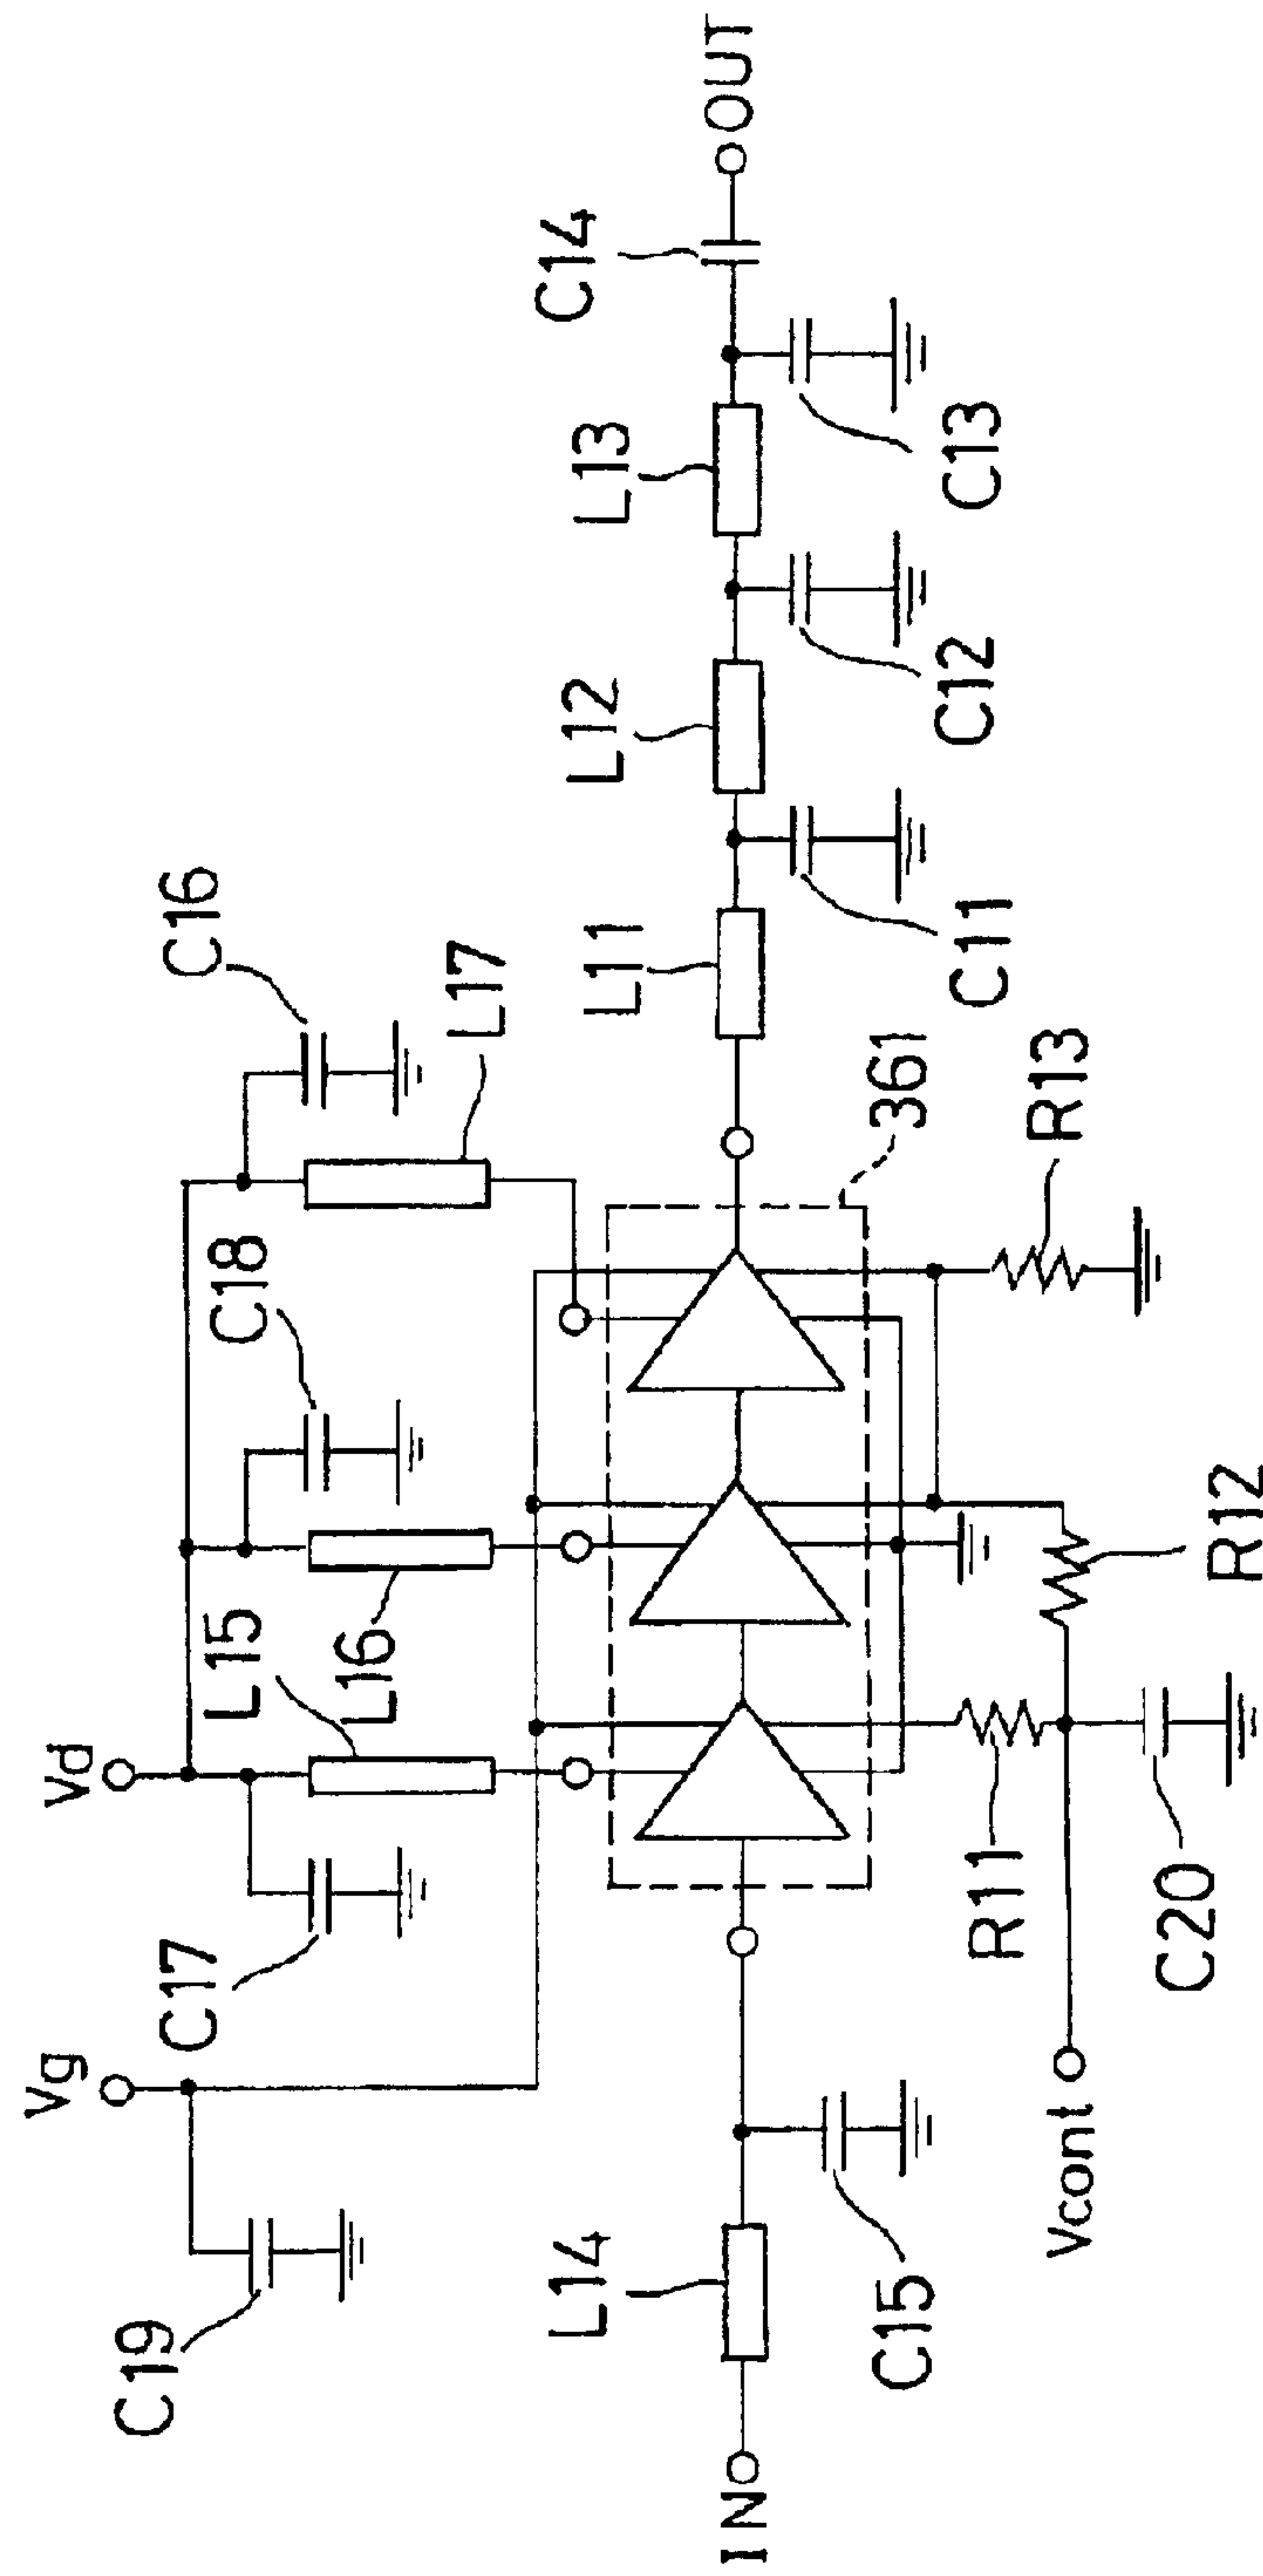 Vg
Vd
C19
C17
L15
L16
C18
C16
L17
IN
L14
C15
361
L11
L12
L13
C14
OUT
C11
C12
C13
Vcont
R11
C20
R12
R13